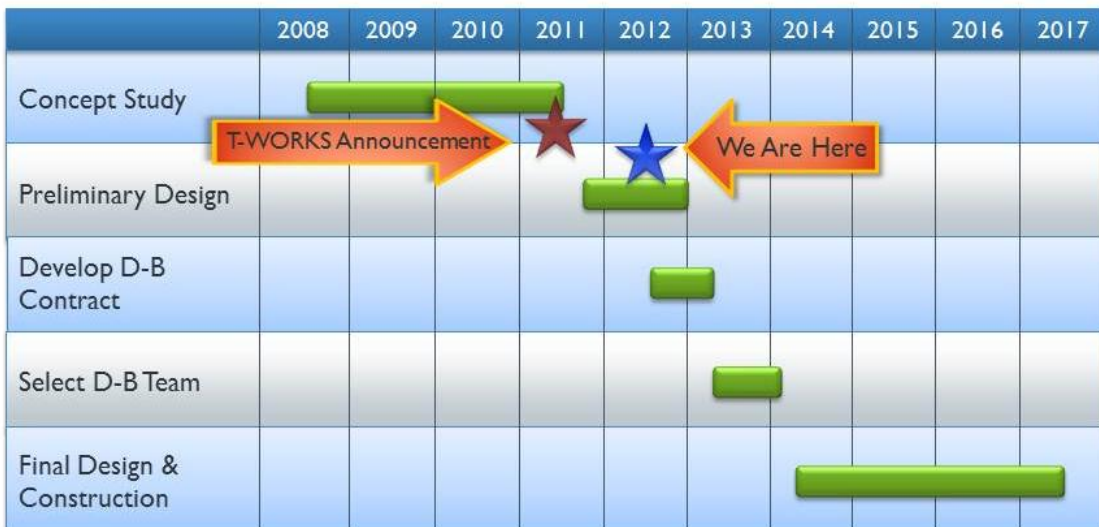 2008 2009 2010 2011 2012 2013 2014 2015 2016 2017
Concept Study
T-WORKS Announcement
We Are Here
Preliminary Design
Develop D-B
Contract
Select D-B Team
Final Design &
Construction